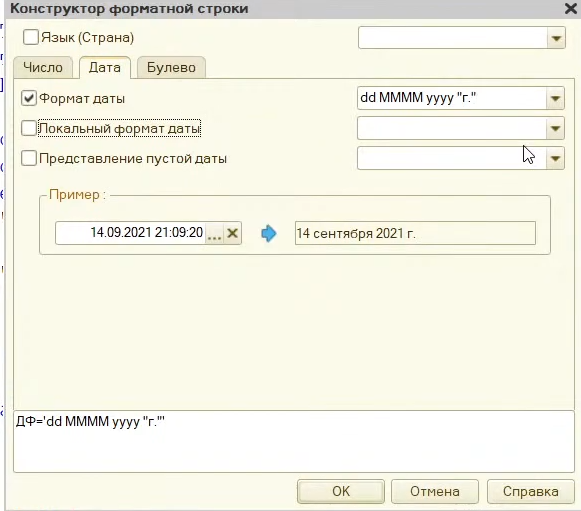 Конструктор форматной строки
Язык (Страна)
Число Дата Булево
Формат даты dd MMMM yyyy "г."
Локальный формат даты
Представление пустой даты
Пример :
14.09.2021 21:09:20 ... 14 сентября 2021 г.
ДФ='dd MMMM yyyy "г."'
OK Отмена Справка